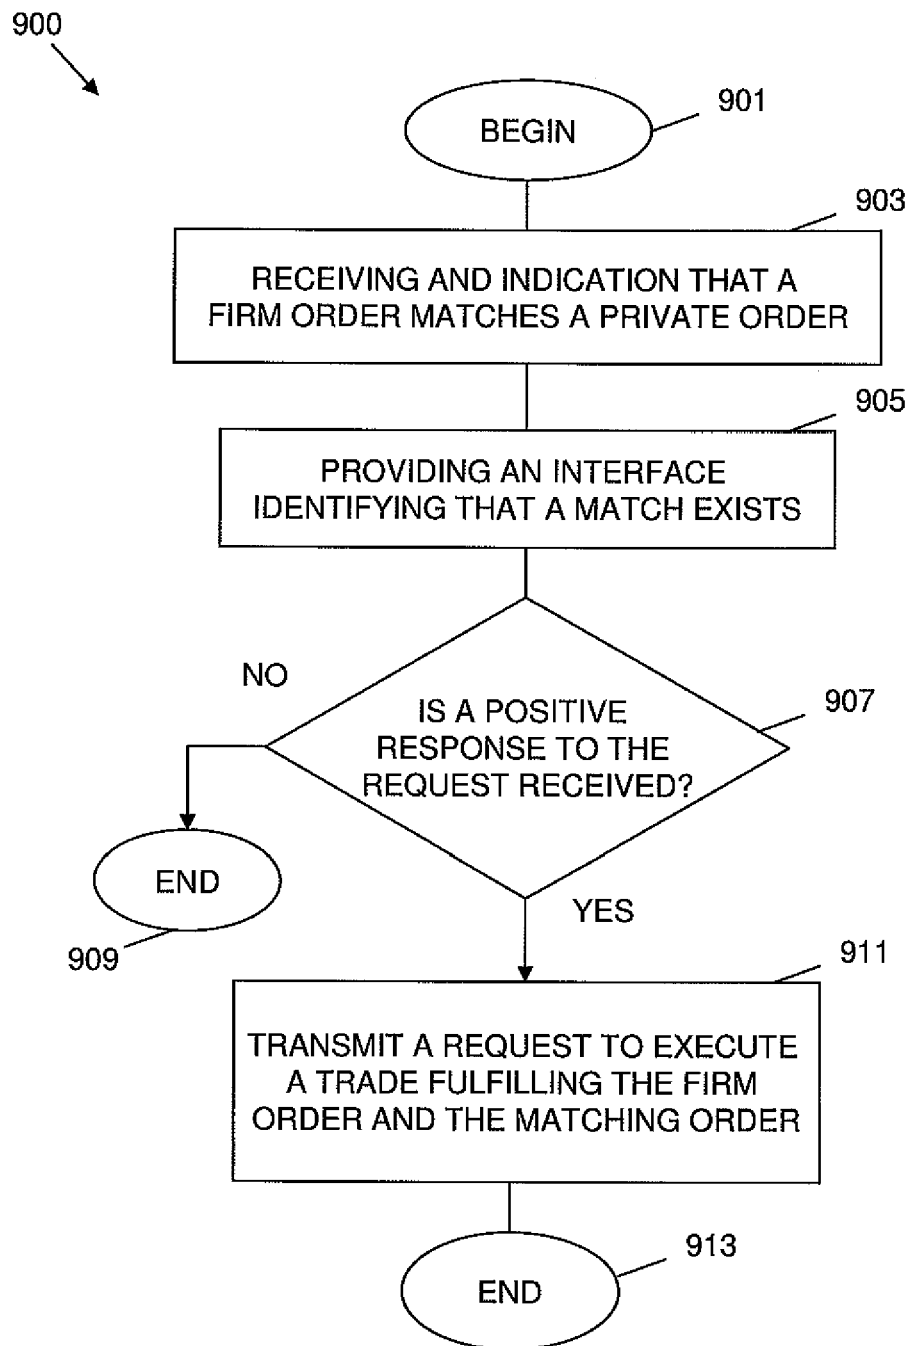 900
BEGIN
901
903
RECEIVING AND INDICATION THAT A
FIRM ORDER MATCHES A PRIVATE ORDER
905
PROVIDING AN INTERFACE
IDENTIFYING THAT A MATCH EXISTS
NO
IS A POSITIVE
RESPONSE TO THE
REQUEST RECEIVED?
907
END
909
YES
911
TRANSMIT A REQUEST TO EXECUTE
A TRADE FULFILLING THE FIRM
ORDER AND THE MATCHING ORDER
913
END